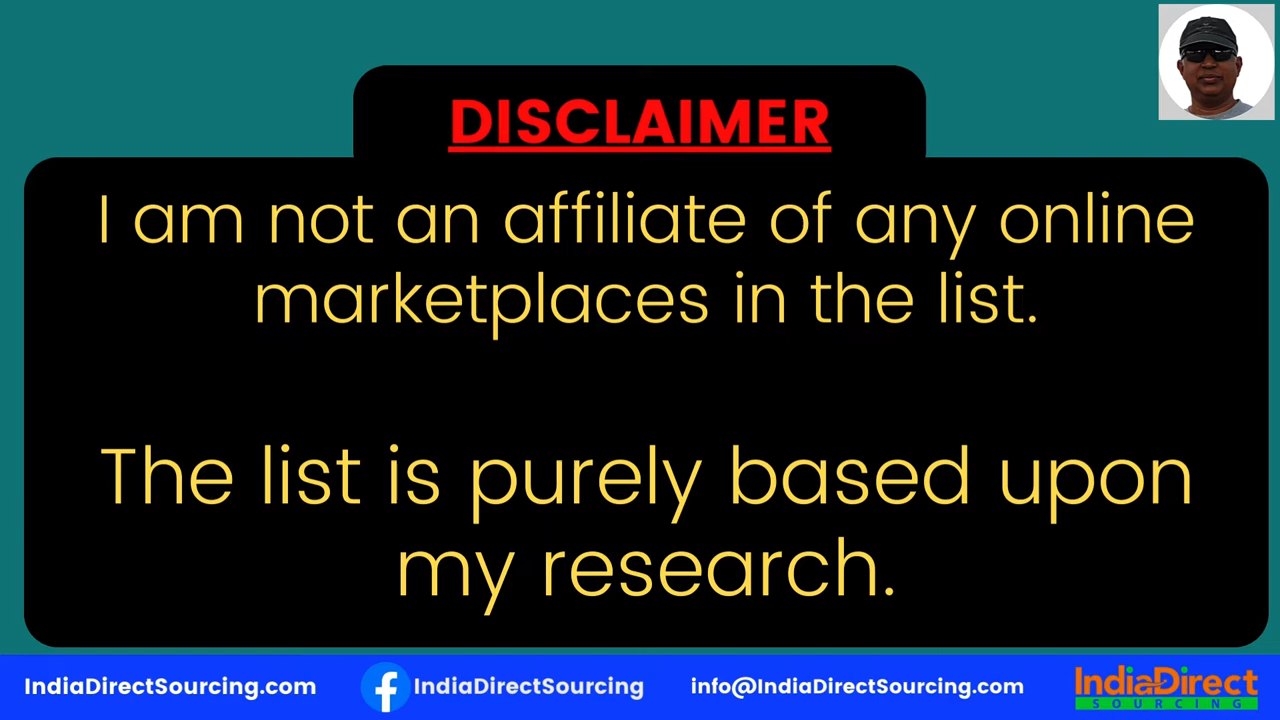 DISCLAIMER
I am not an affiliate of any online
marketplaces in the list.
The list is purely based upon
my research.
IndiaDirectSourcing.com
IndiaDirectSourcing
info@IndiaDirectSourcing.com
IndiaDirect
SOURCING